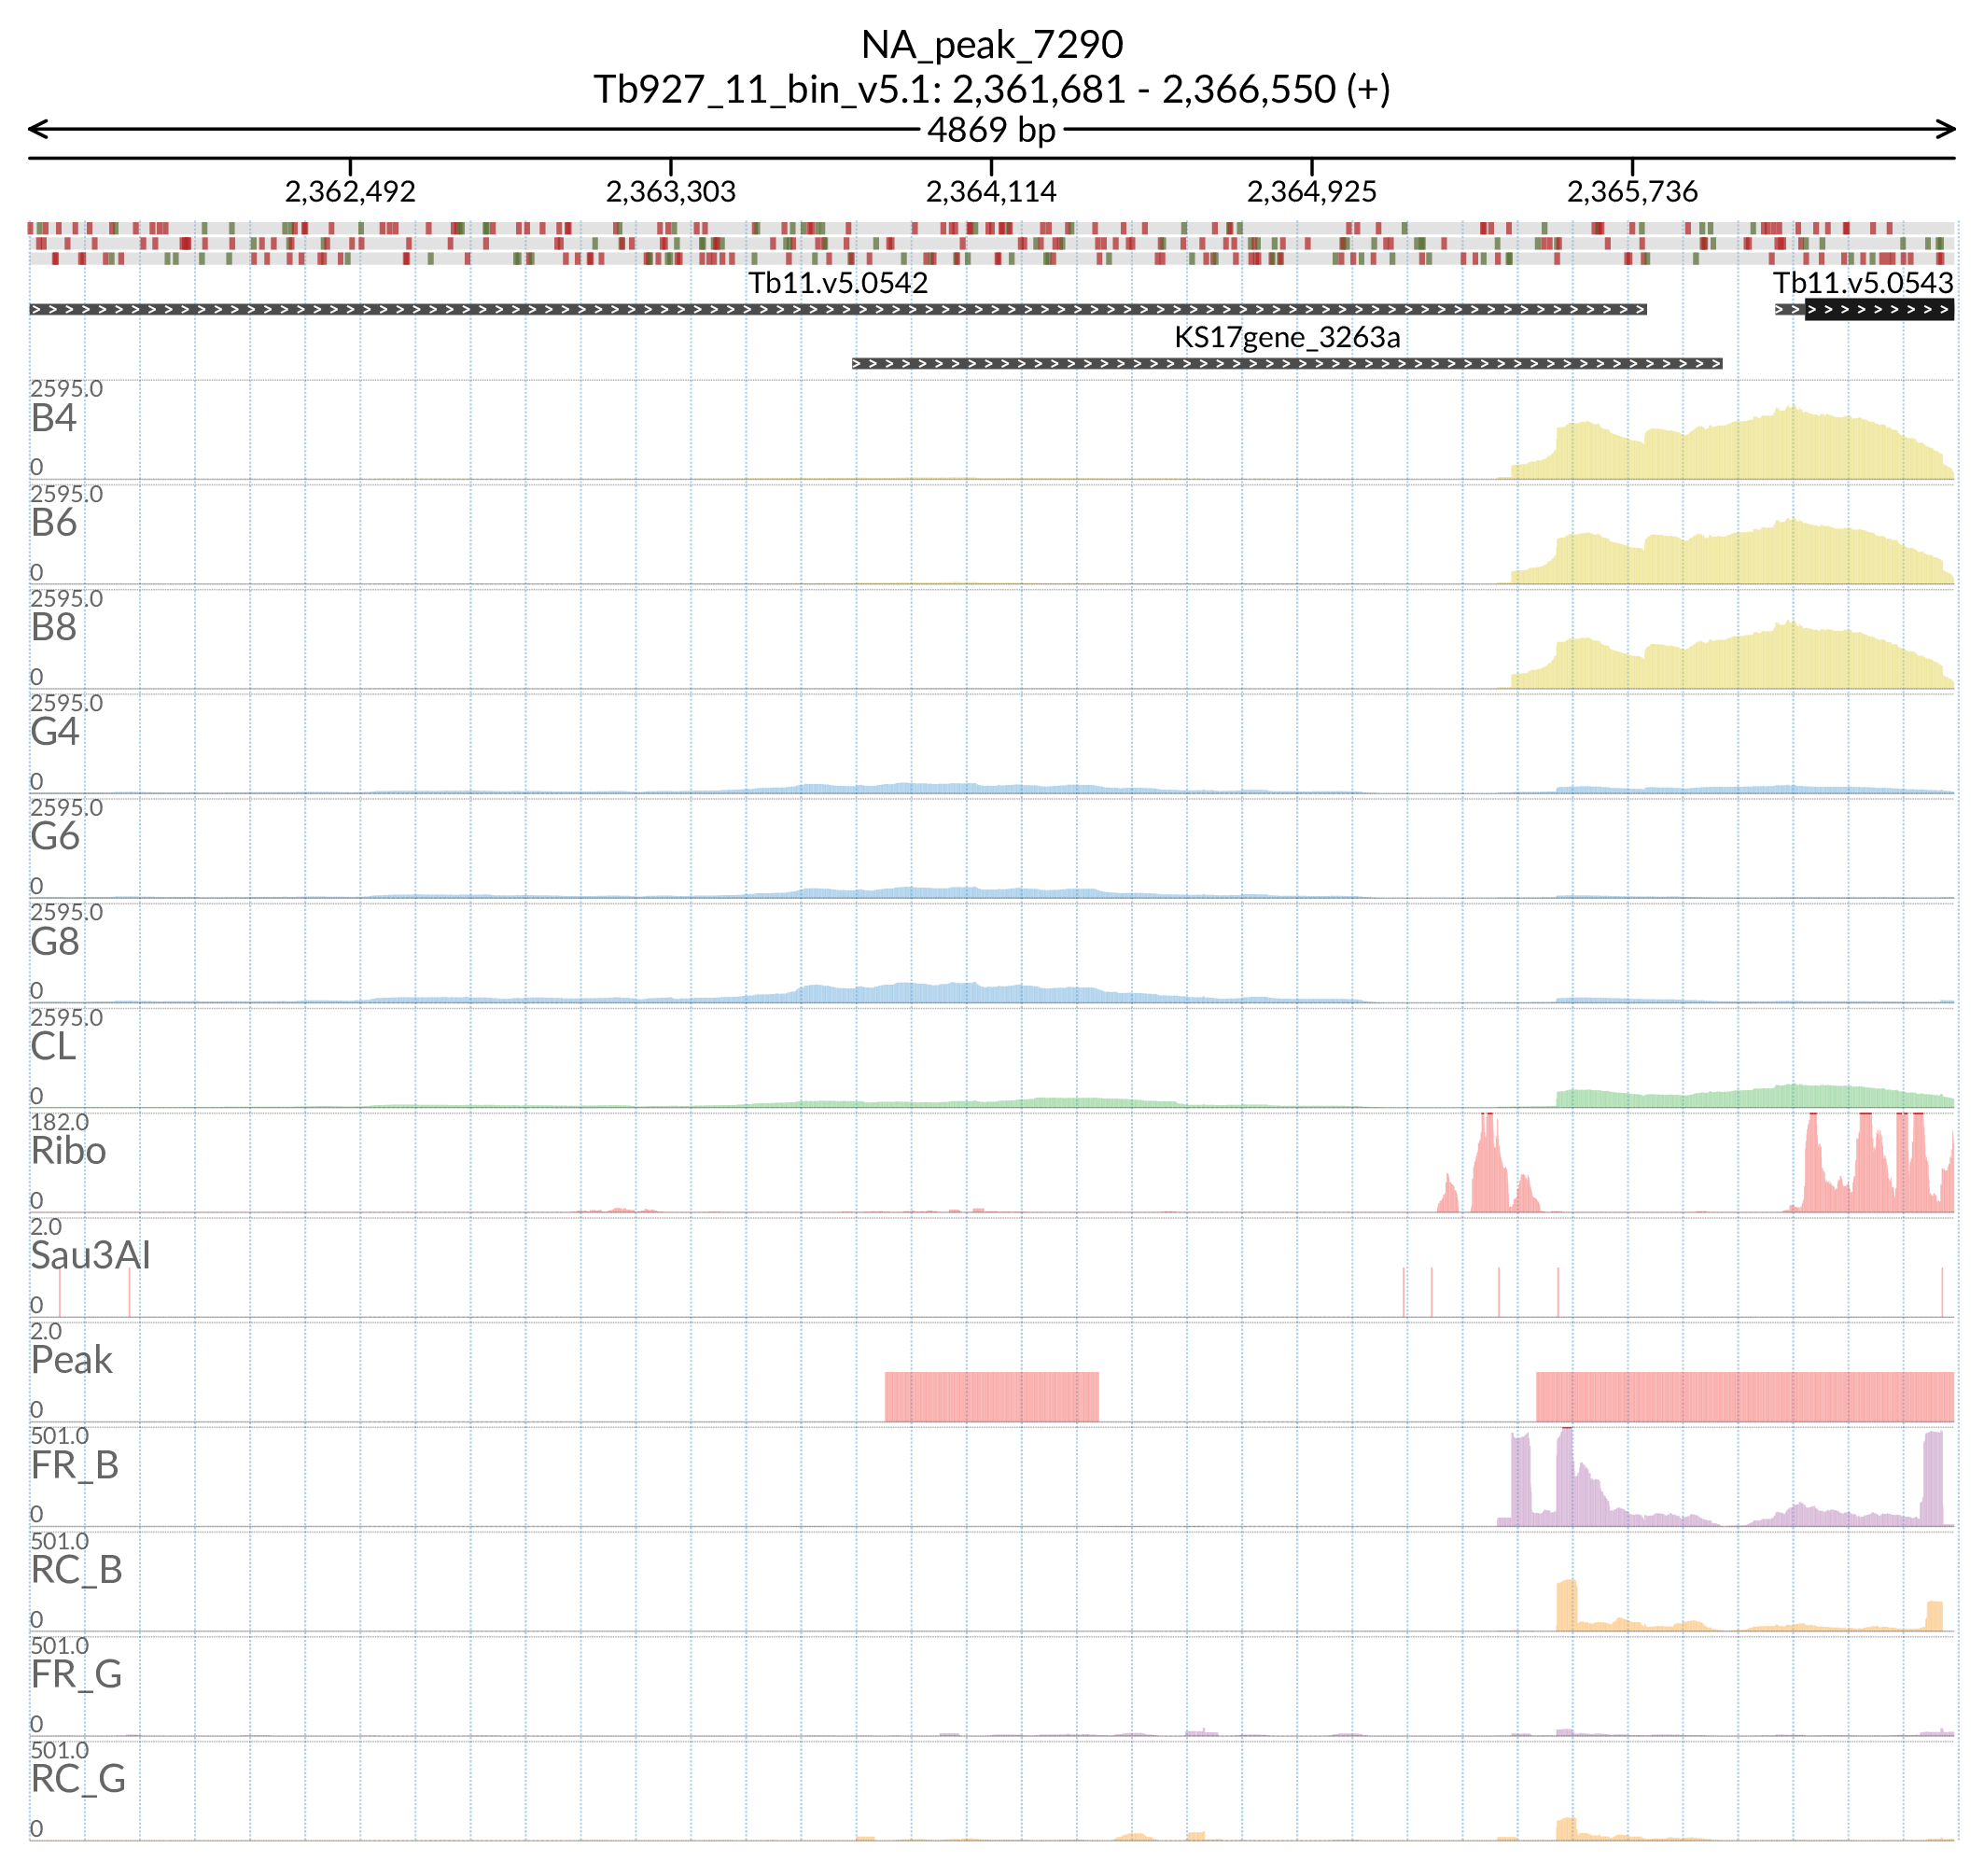 NA_peak_7290
Tb927_11_bin_v5.1: 2,361,681 - 2,366,550 (+)
4869 bp
2,362,492 2,363,303 2,364,114 2,364,925 2,365,736
Tb11.v5.0542 Tb11.v5.0543
KS17gene_3263a
2595.0
B4
0
2595.0
B6
0
2595.0
B8
0
2595.0
G4
0
2595.0
G6
0
2595.0
G8
0
2595.0
CL
0
182.0
Ribo
0
2.0
Sau3AI
0
2.0
Peak
0
501.0
FR_B
0
501.0
RC_B
0
501.0
FR_G
0
501.0
RC_G
0